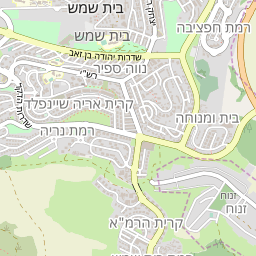 בית שמש
רמת חפציבה
בית שמש
שדרות יהודה בן זאב
נווה ספיר
רש"י
קרית אריה שיינפלד
בית ומנוחה
רמת נריה
זנוח
זנוח
קרית הרמ"א